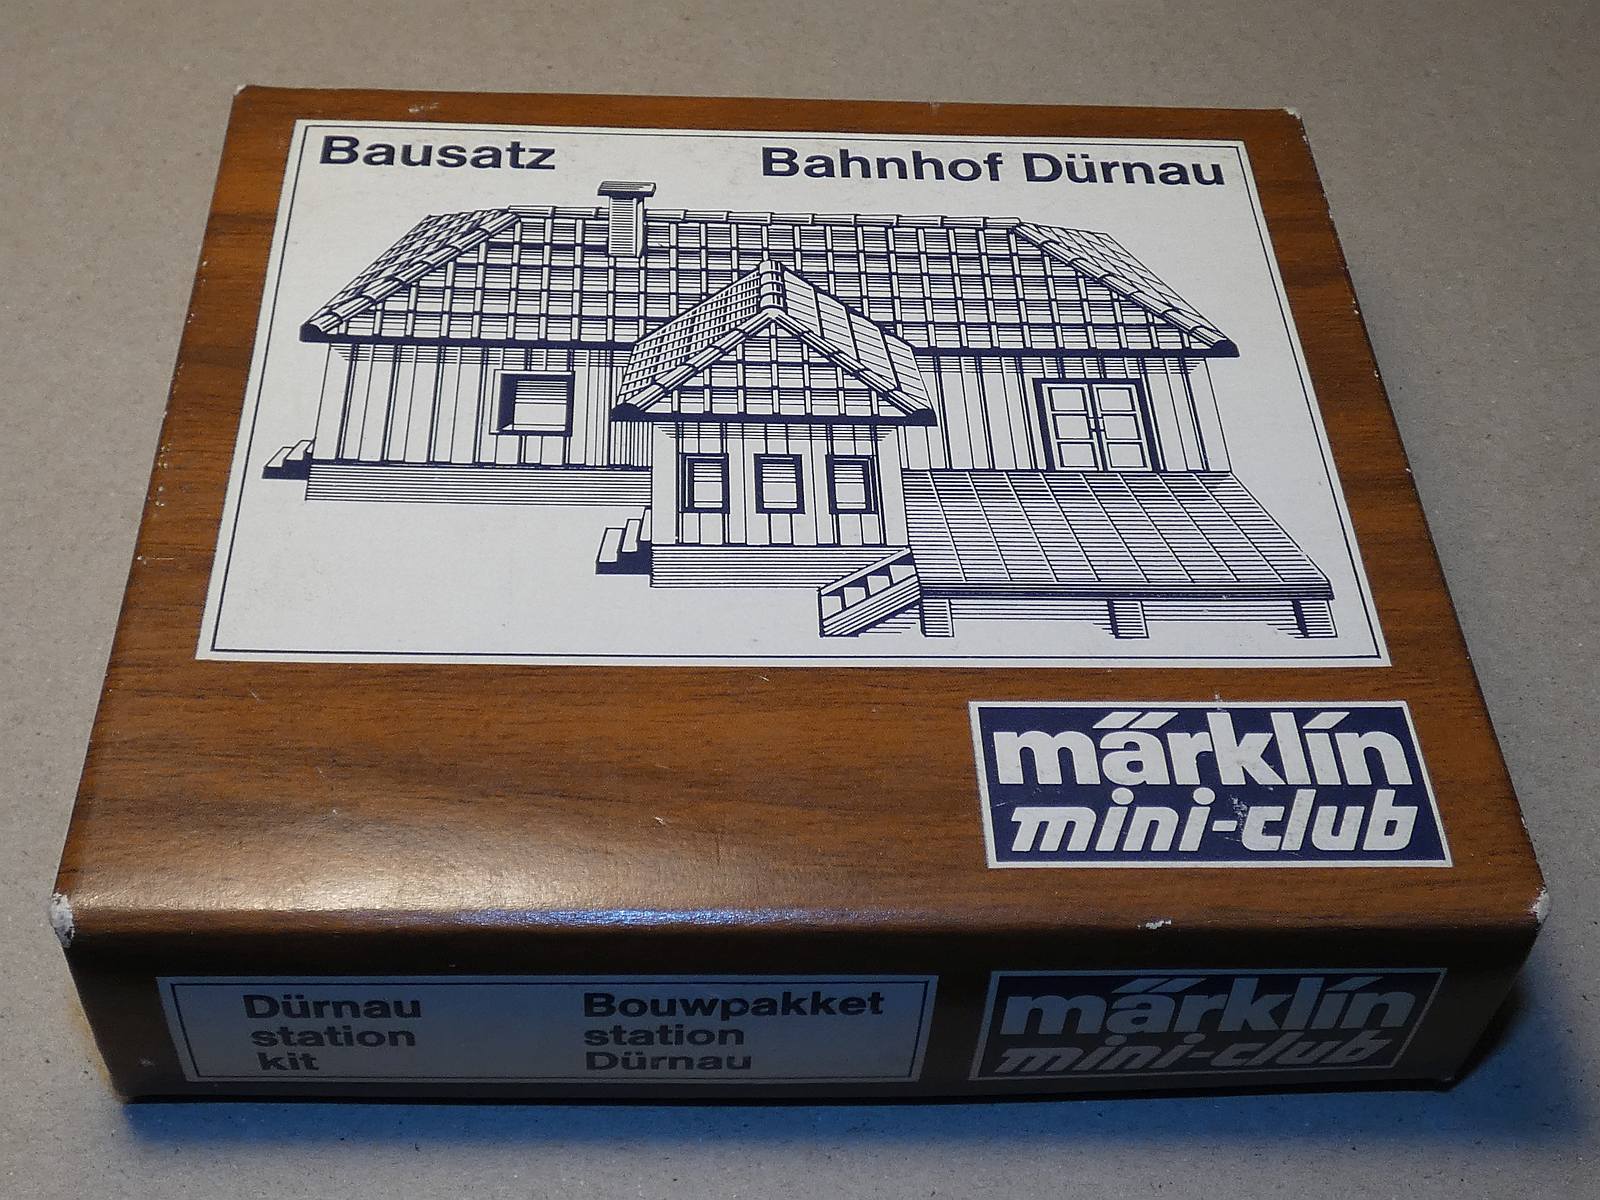 Bausatz
Bahnhof Dürnau
märklin
mini-club
Dürnau
station
kit
Bouwpakket
station
Dürnau
märklin
mini-club